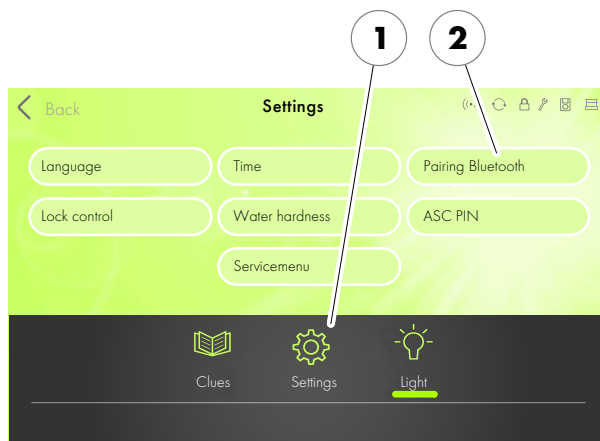 1 2
Back Settings
Language Time Pairing Bluetooth
Lock control Water hardness ASC PIN
Servicemenu
Clues Settings Light